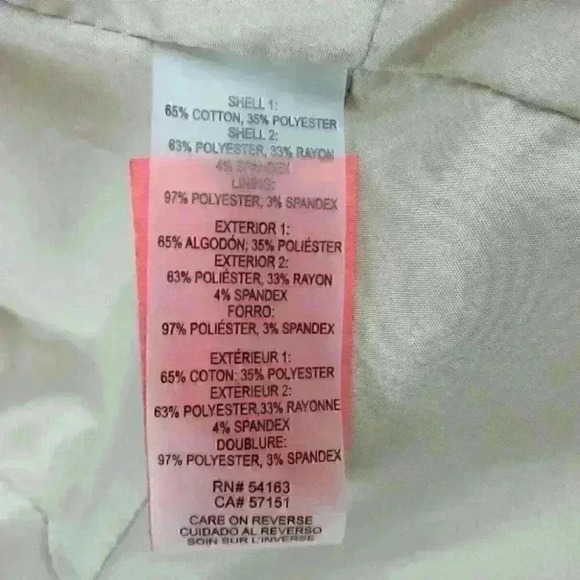 SHELL 1:
65% COTTON, 35% POLYESTER
SHELL 2:
63% POLYESTER, 33% RAYON
4% SPANDEX
LINING:
97% POLYESTER, 3% SPANDEX
EXTERIOR 1:
65% ALGODÓN; 35% POLIÉSTER
EXTERIOR 2:
63% POLIÉSTER, 33% RAYON
4% SPANDEX
FORRO:
97% POLIÉSTER, 3% SPANDEX
EXTÉRIEUR 1:
65% COTON; 35% POLYESTER
EXTÉRIEUR 2:
63% POLYESTER,33% RAYONNE
4% SPANDEX
DOUBLURE:
97% POLYESTER, 3% SPANDEX
RN# 54163
CA# 57151
CARE ON REVERSE
CUIDADO AL REVERSO
SOIN SUR L'INVERSE